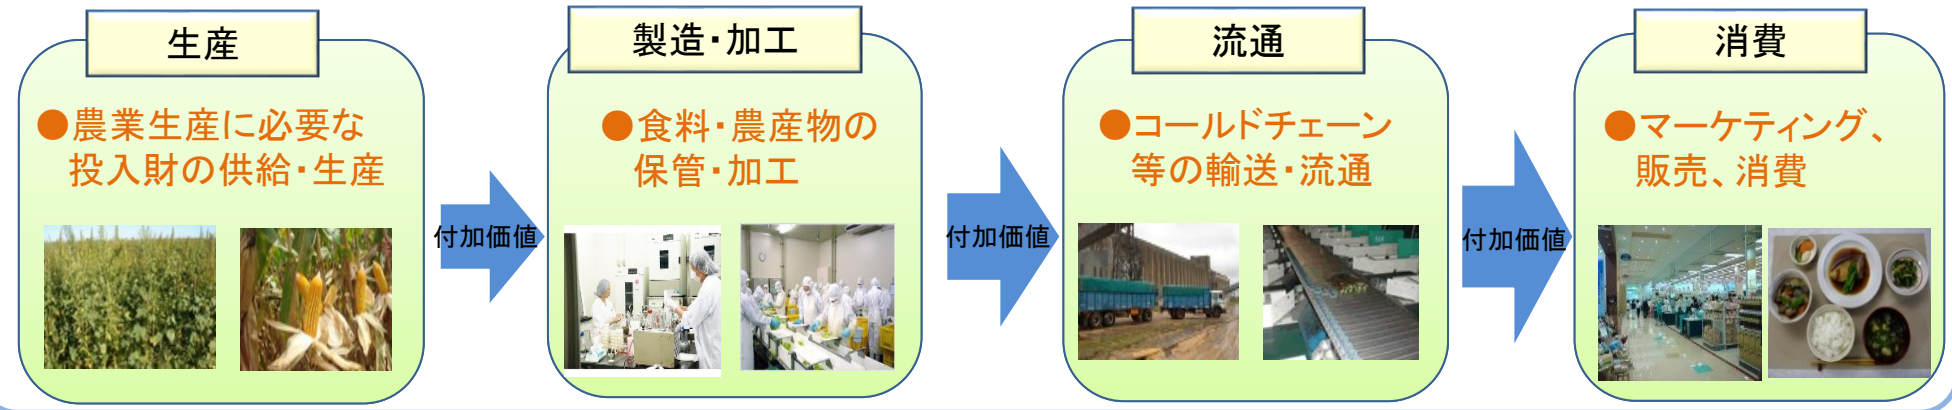 生産
●農業生産に必要な
投入財の供給・生産
付加価値
製造・加工
●食料・農産物の
保管・加工
付加価値
流通
●コールドチェーン
等の輸送・流通
付加価値
消費
●マーケティング、
販売、消費